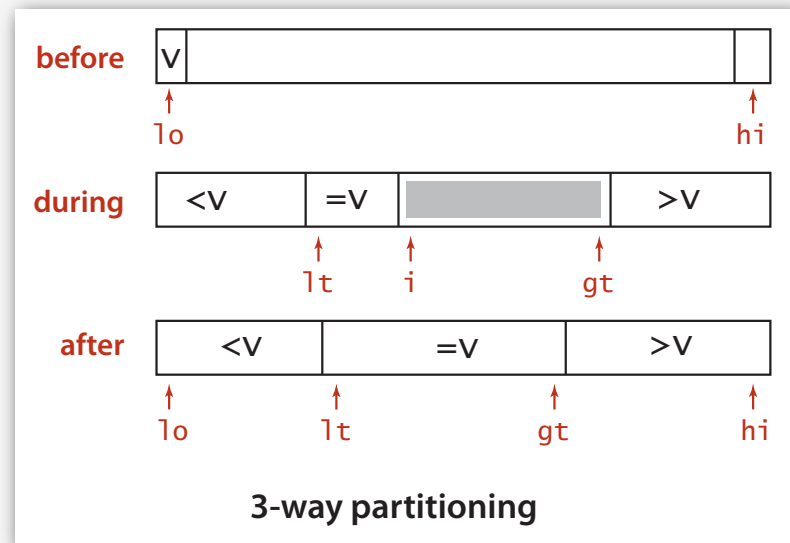 before v
lo hi
during <v =v >v
lt i gt
after <v =v >v
lo lt gt hi
3-way partitioning